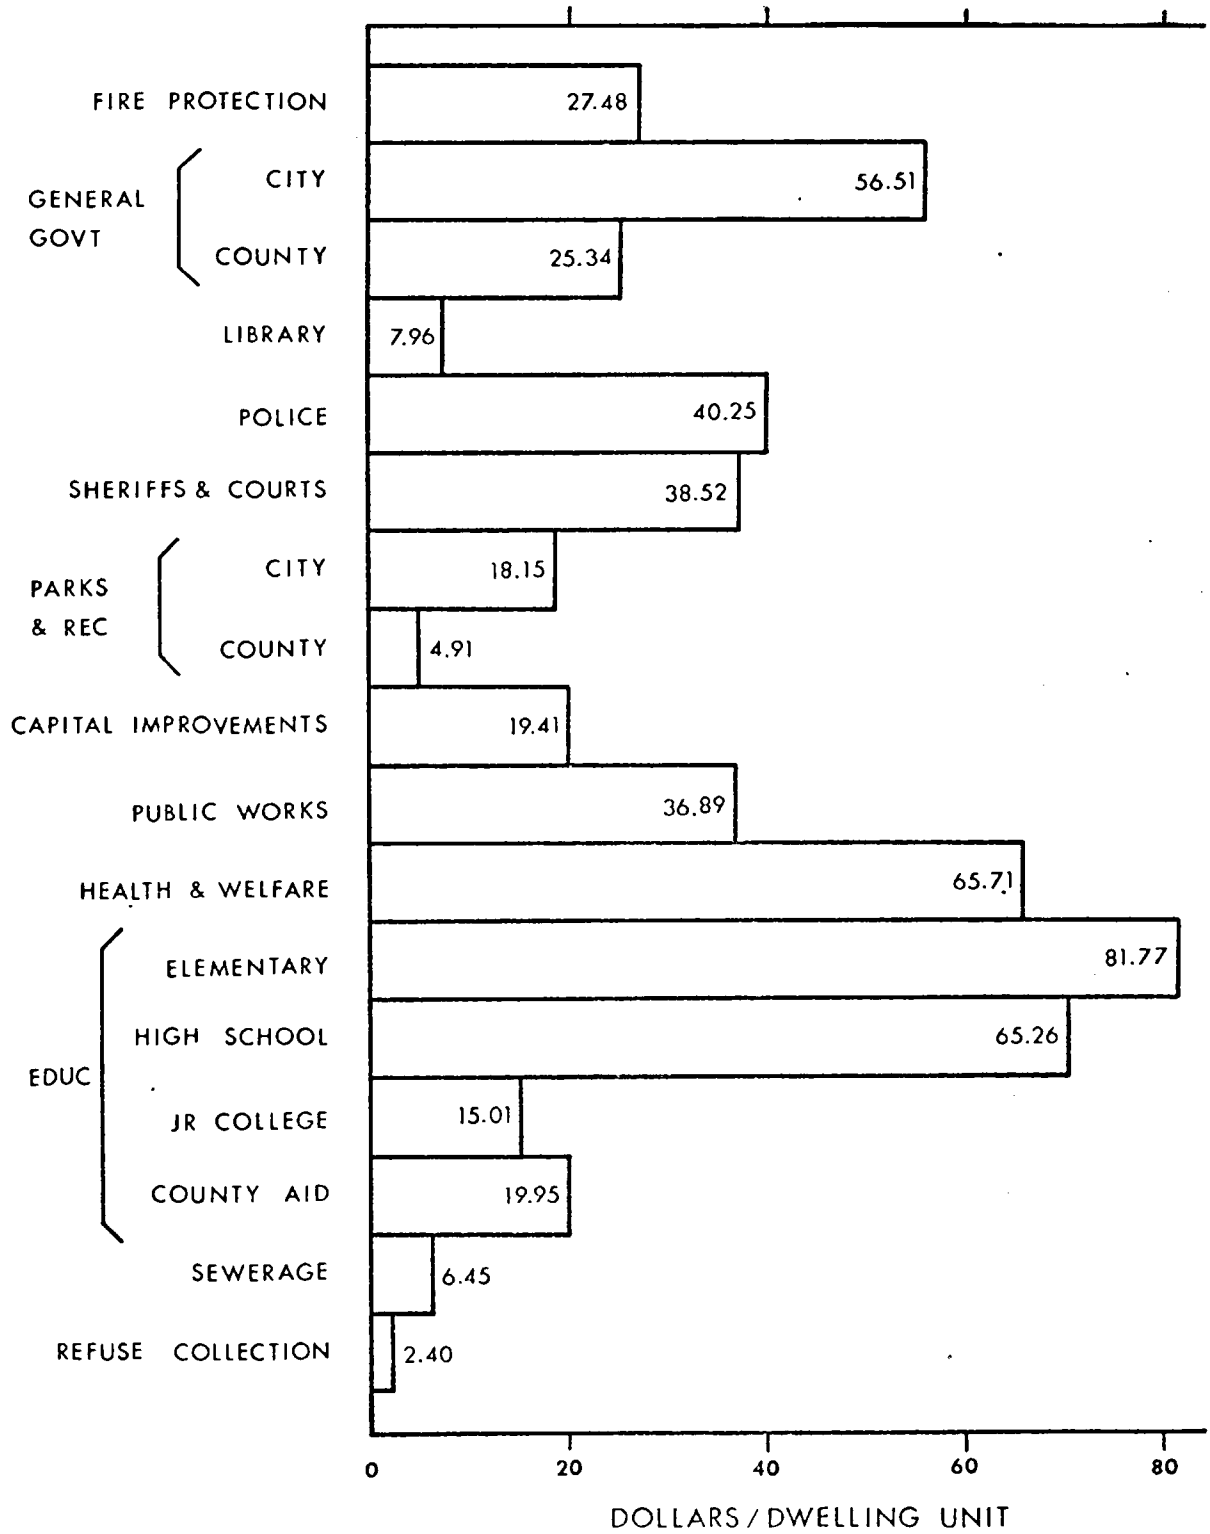 FIRE PROTECTION 27.48
GENERAL GOVT
CITY 56.51
COUNTY 25.34
LIBRARY 7.96
POLICE 40.25
SHERIFFS & COURTS 38.52
PARKS & REC
CITY 18.15
COUNTY 4.91
CAPITAL IMPROVEMENTS 19.41
PUBLIC WORKS 36.89
HEALTH & WELFARE 65.71
EDUC
ELEMENTARY 81.77
HIGH SCHOOL 65.26
JR COLLEGE 15.01
COUNTY AID 19.95
SEWERAGE 6.45
REFUSE COLLECTION 2.40
0 20 40 60 80
DOLLARS / DWELLING UNIT